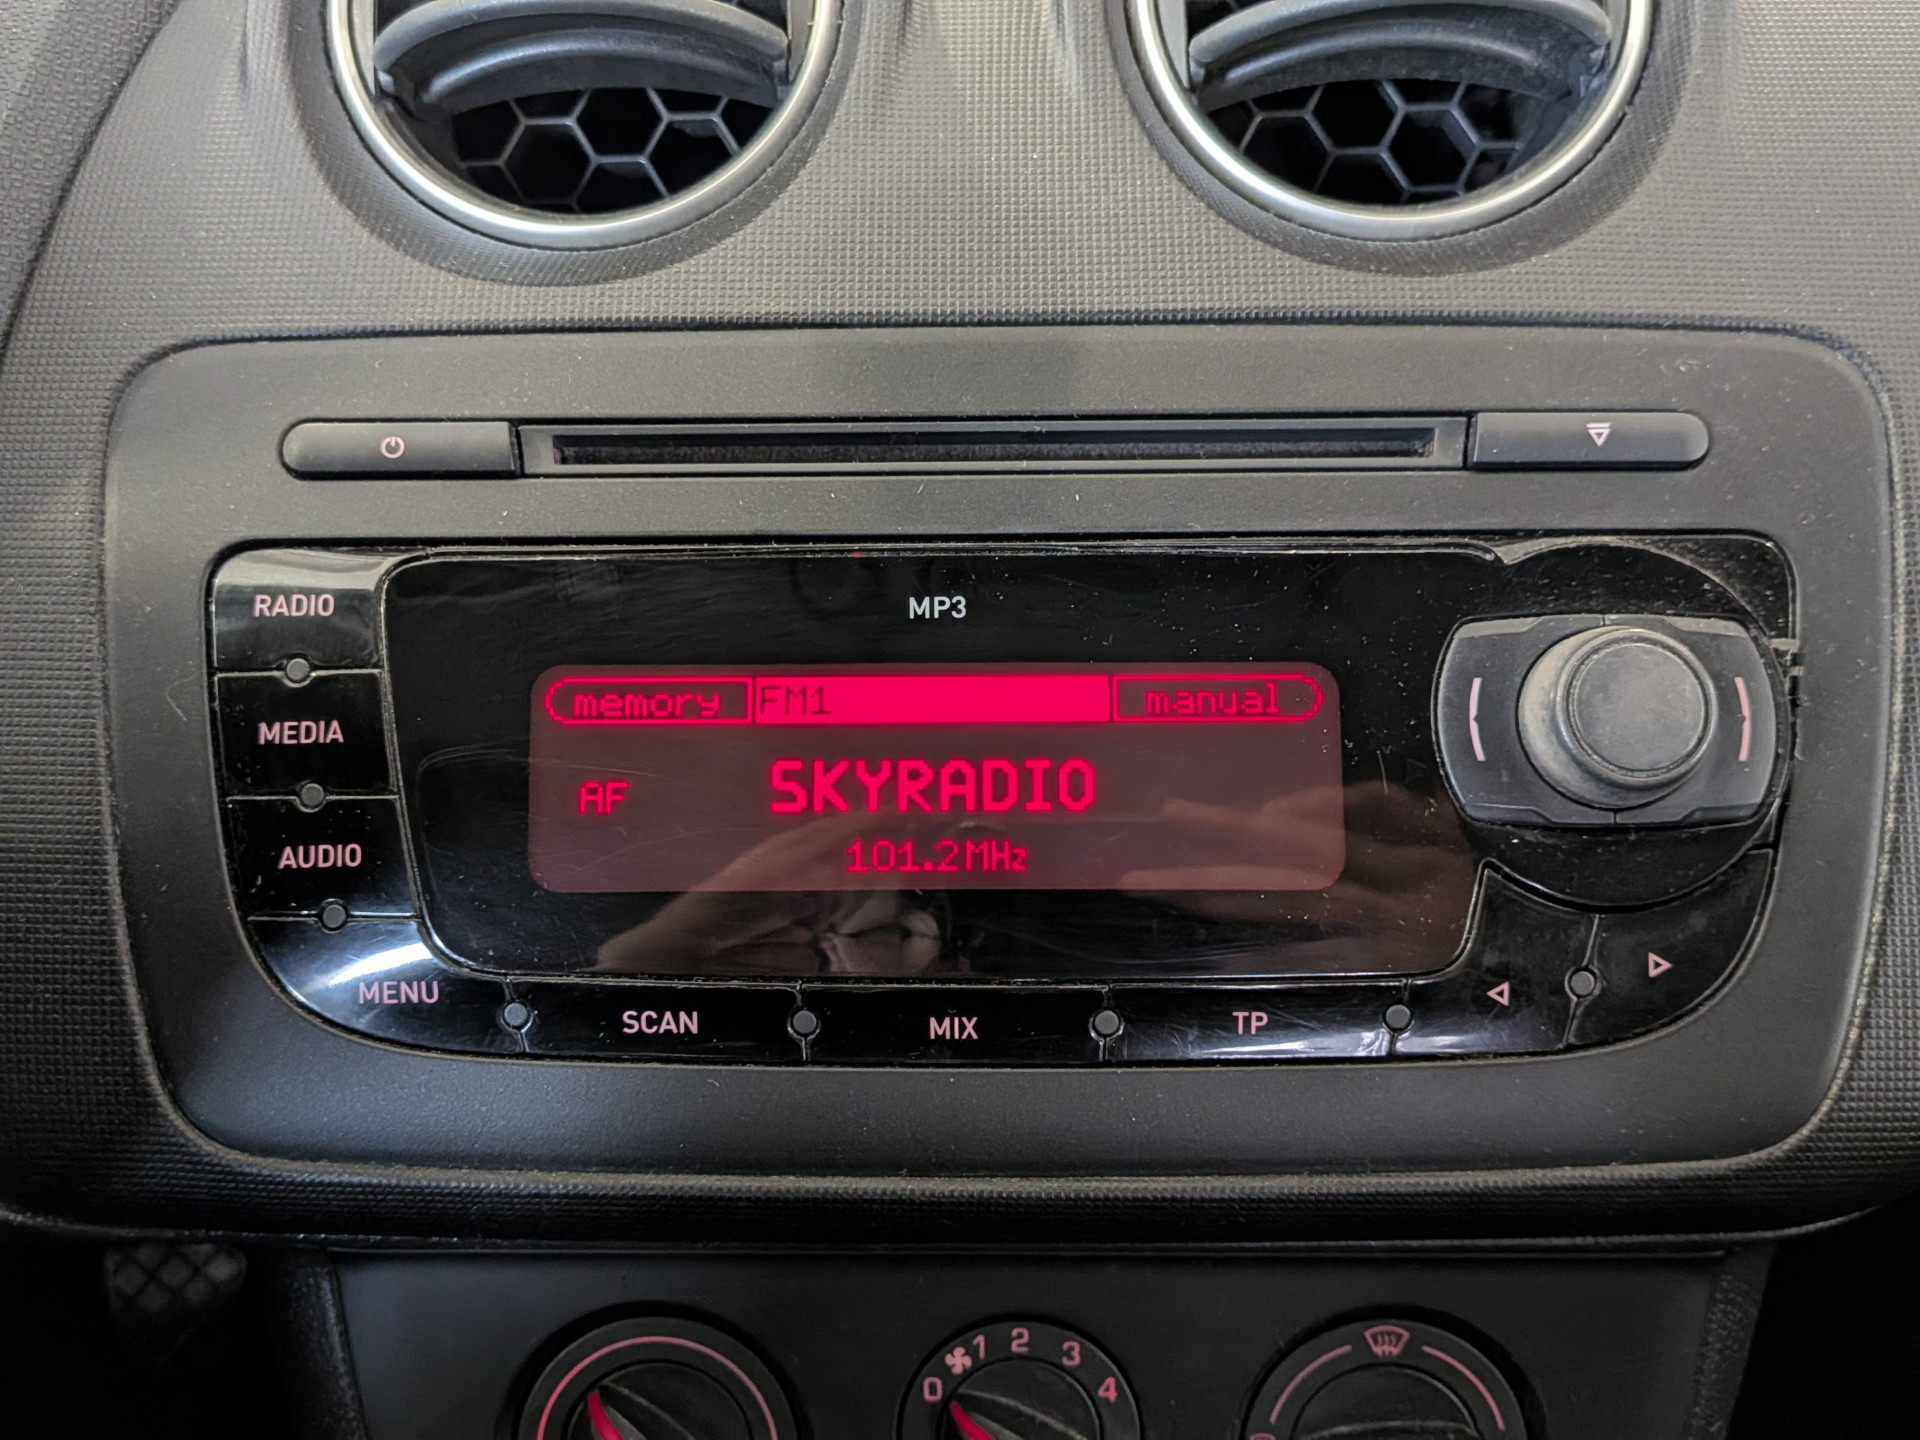 RADIO
MP3
MEDIA
memory FM1 manual
AF SKYRADIO
101.2MHz
AUDIO
MENU
SCAN MIX TP
0 1 2 3 4